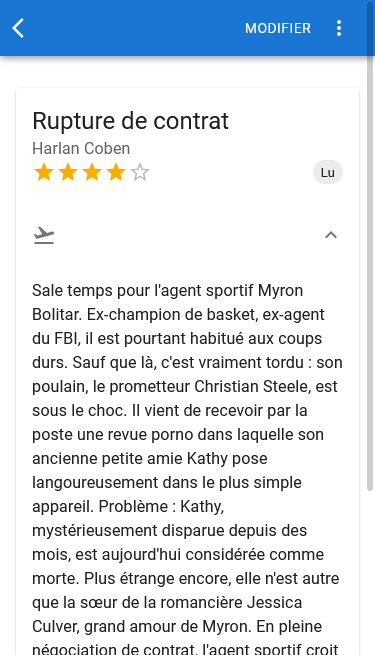 MODIFIER
Rupture de contrat
Harlan Coben
Lu
Sale temps pour l'agent sportif Myron
Bolitar. Ex-champion de basket, ex-agent
du FBI, il est pourtant habitué aux coups
durs. Sauf que là, c'est vraiment tordu : son
poulain, le prometteur Christian Steele, est
sous le choc. Il vient de recevoir par la
poste une revue porno dans laquelle son
ancienne petite amie Kathy pose
langoureusement dans le plus simple
appareil. Problème : Kathy,
mystérieusement disparue depuis des
mois, est aujourd'hui considérée comme
morte. Plus étrange encore, elle n'est autre
que la sœur de la romancière Jessica
Culver, grand amour de Myron. En pleine
négociation de contrat, l'agent sportif croit